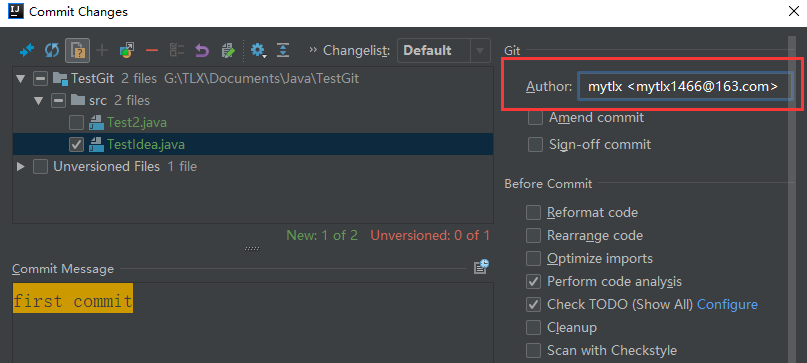 IJ Commit Changes
Changelist: Default
TestGit 2 files G:\TLX\Documents\Java\TestGit
src 2 files
Test2.java
TestIdea.java
Unversioned Files 1 file
New: 1 of 2 Unversioned: 0 of 1
Commit Message
first commit
Git
Author: mytlx <mytlx1466@163.com>
Amend commit
Sign-off commit
Before Commit
Reformat code
Rearrange code
Optimize imports
Perform code analysis
Check TODO (Show All) Configure
Cleanup
Scan with Checkstyle